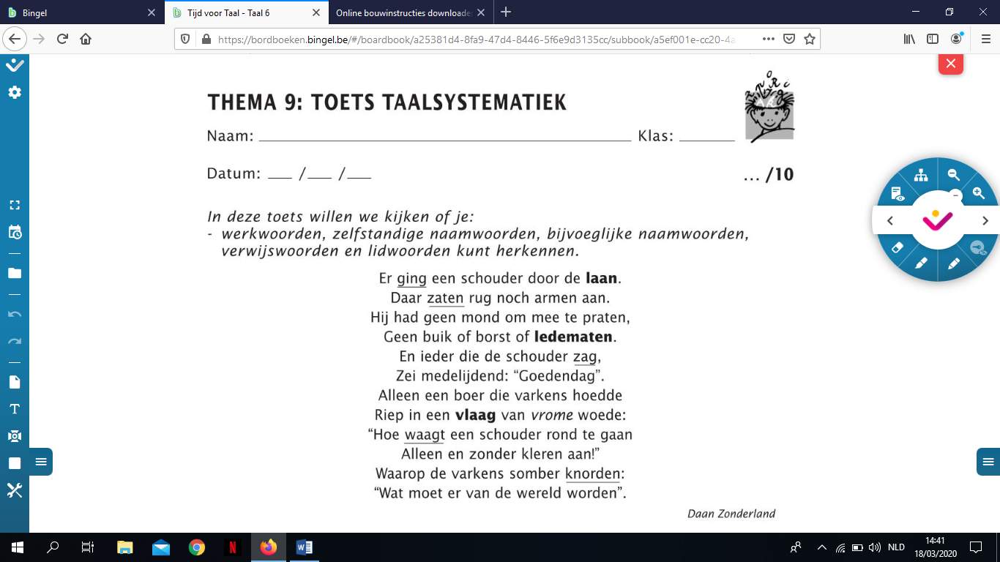 Bingel
Tijd voor Taal - Taal 6
Online bouwinstructies downloade
https://bordboeken.bingel.be/#/boardbook/a25381d4-8fa9-47d4-8446-5f6e9d3135cc/subbook/a5ef001e-cc20-4a
THEMA 9: TOETS TAALSYSTEMATIEK
Naam: Klas:
Datum: / / ... /10
In deze toets willen we kijken of je:
- werkwoorden, zelfstandige naamwoorden, bijvoeglijke naamwoorden,
verwijswoorden en lidwoorden kunt herkennen.
Er ging een schouder door de laan.
Daar zaten rug noch armen aan.
Hij had geen mond om mee te praten,
Geen buik of borst of ledematen.
En ieder die de schouder zag,
Zei medelijdend: “Goedendag”.
Alleen een boer die varkens hoedde
Riep in een vlaag van vrome woede:
“Hoe waagt een schouder rond te gaan
Alleen en zonder kleren aan!”
Waarop de varkens somber knorden:
“Wat moet er van de wereld worden”.
Daan Zonderland
NLD
14:41
18/03/2020